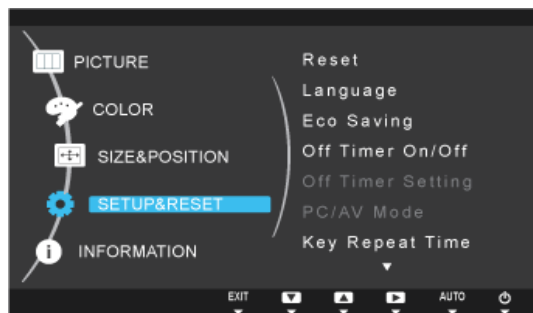 PICTURE
COLOR
SIZE&POSITION
SETUP&RESET
INFORMATION
Reset
Language
Eco Saving
Off Timer On/Off
Off Timer Setting
PC/AV Mode
Key Repeat Time
EXIT
AUTO